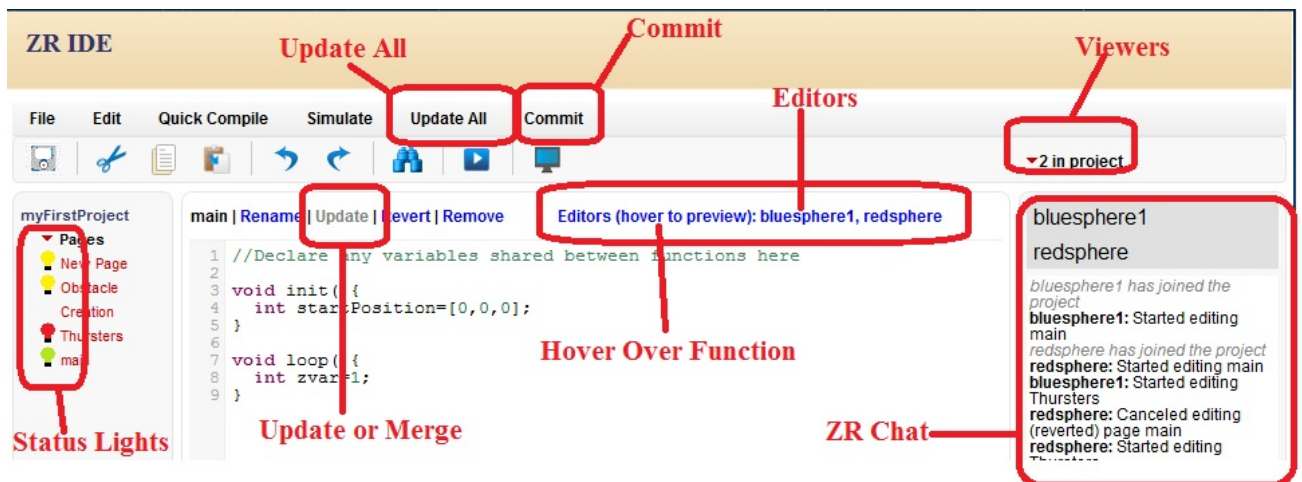 ZR IDE
Update All
Commit
Viewers
Editors
File Edit Quick Compile Simulate Update All Commit
2 in project
myFirstProject
Pages
New Page
Obstacle
Creation
Thursters
main
main | Rename | Update | Revert | Remove Editors (hover to preview): bluesphere1, redsphere
1 //Declare any variables shared between functions here
2
3 void init() {
4 int startPosition=[0,0,0];
5 }
6
7 void loop() {
8 int zvar=1;
9 }
Hover Over Function
Update or Merge
Status Lights
ZR Chat
bluesphere1
redsphere
bluesphere1 has joined the
project
bluesphere1: Started editing
main
redsphere has joined the project
redsphere: Started editing main
bluesphere1: Started editing
Thursters
redsphere: Canceled editing
(reverted) page main
redsphere: Started editing
Thursters